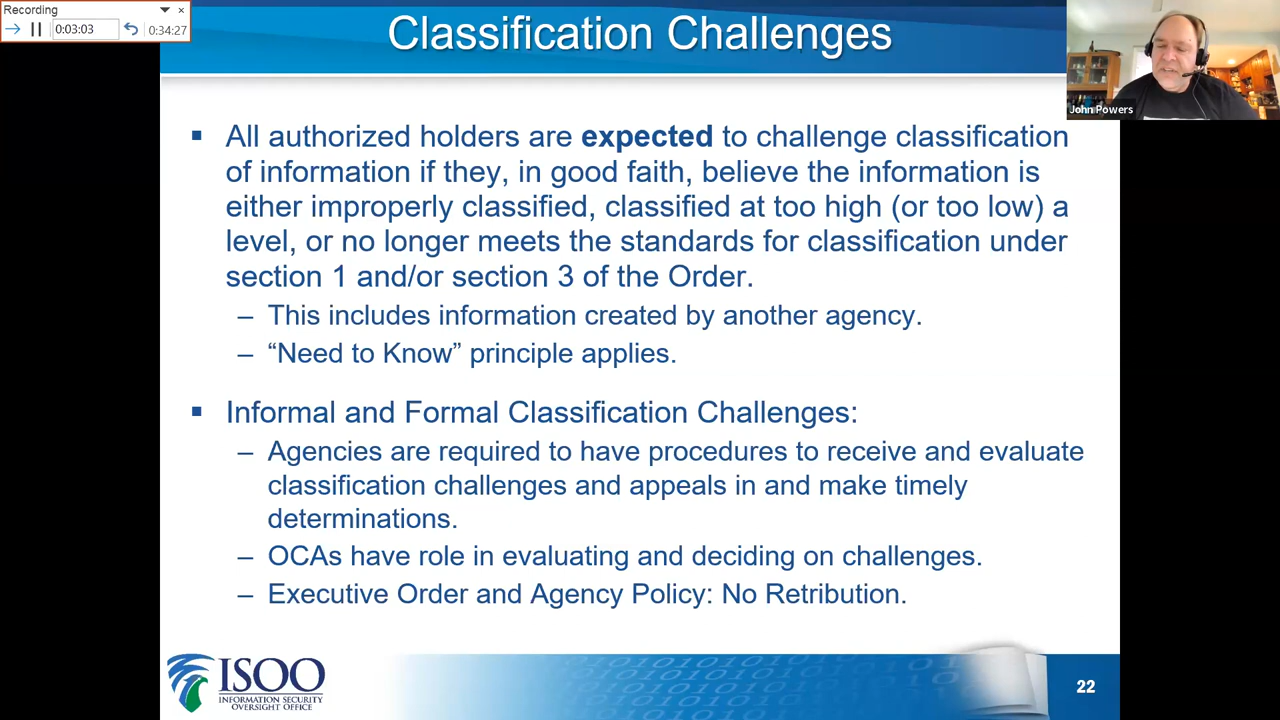 Recording
0:03:03
0:34:27
Classification Challenges
John Powers
▪ All authorized holders are expected to challenge classification
of information if they, in good faith, believe the information is
either improperly classified, classified at too high (or too low) a
level, or no longer meets the standards for classification under
section 1 and/or section 3 of the Order.
– This includes information created by another agency.
– “Need to Know” principle applies.
▪ Informal and Formal Classification Challenges:
– Agencies are required to have procedures to receive and evaluate
classification challenges and appeals in and make timely
determinations.
– OCAs have role in evaluating and deciding on challenges.
– Executive Order and Agency Policy: No Retribution.
ISOO
INFORMATION SECURITY
OVERSIGHT OFFICE
22